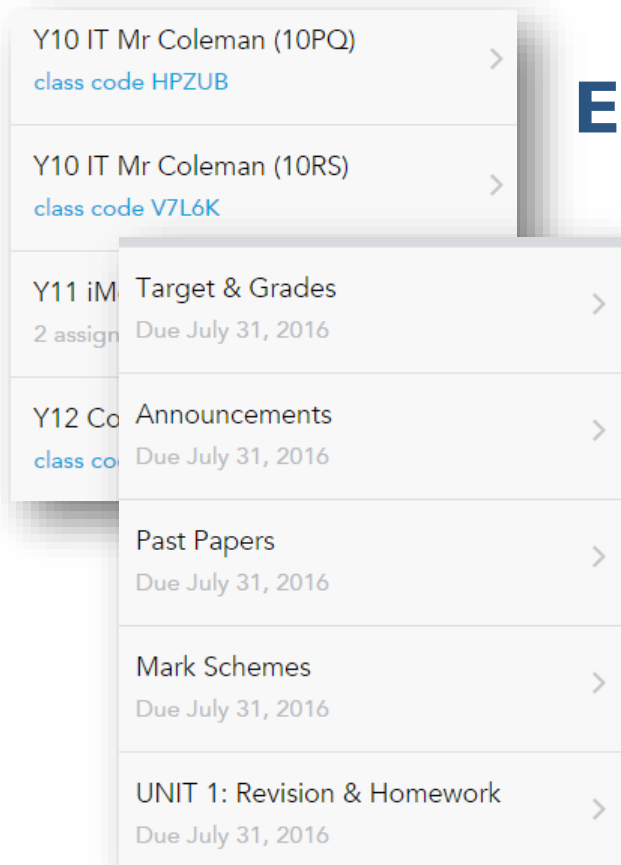 Y10 IT Mr Coleman (10PQ)
class code HPZUB
E
Y10 IT Mr Coleman (10RS)
class code V7L6K
Y11 iM
2 assign
Y12 Co
class co
Target & Grades
Due July 31, 2016
Announcements
Due July 31, 2016
Past Papers
Due July 31, 2016
Mark Schemes
Due July 31, 2016
UNIT 1: Revision & Homework
Due July 31, 2016